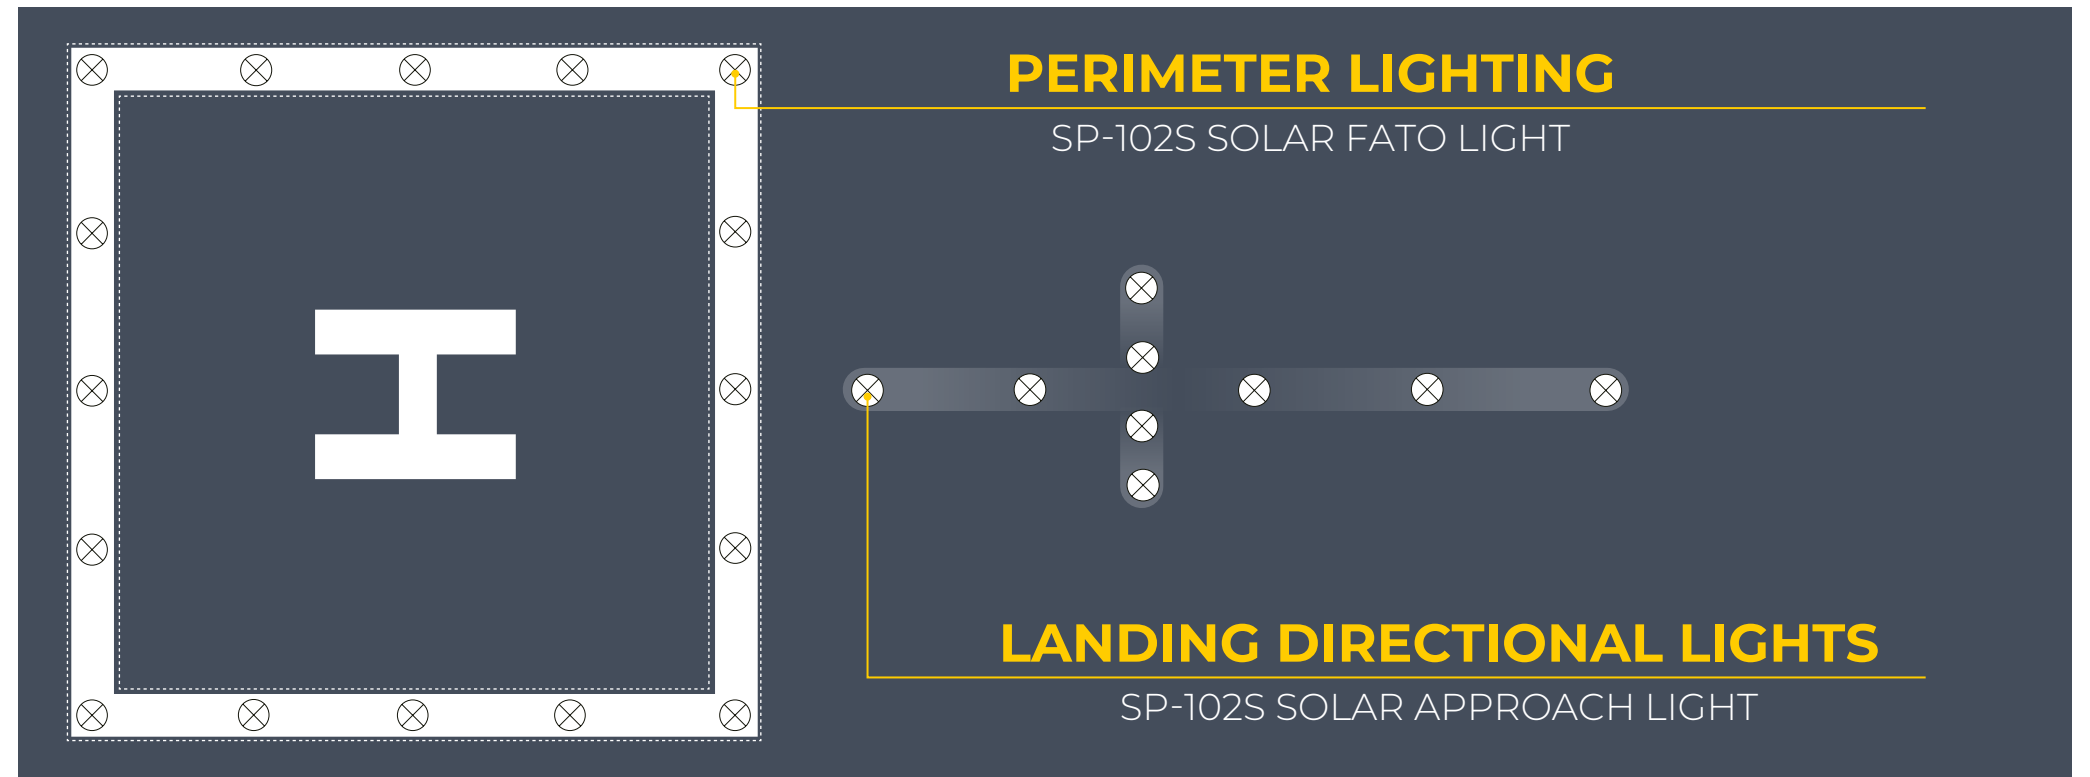 PERIMETER LIGHTING
SP-102S SOLAR FATO LIGHT
H
LANDING DIRECTIONAL LIGHTS
SP-102S SOLAR APPROACH LIGHT